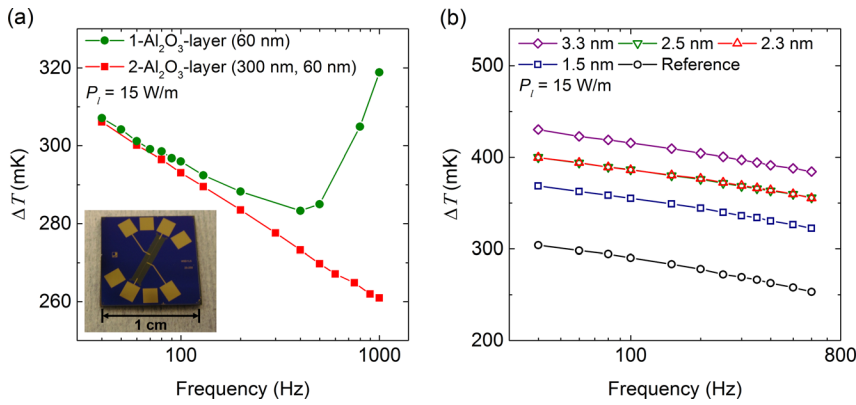 (a)
1-Al₂O₃-layer (60 nm)
2-Al₂O₃-layer (300 nm, 60 nm)
P_l = 15 W/m
320
300
280
260
ΔT (mK)
1 cm
100
1000
Frequency (Hz)
(b)
3.3 nm 2.5 nm 2.3 nm
1.5 nm Reference
P_l = 15 W/m
500
400
300
200
ΔT (mK)
100
800
Frequency (Hz)